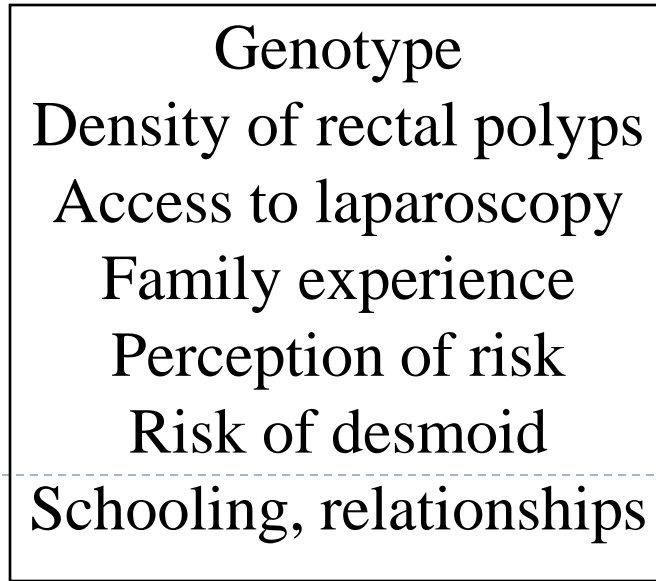 Genotype
Density of rectal polyps
Access to laparoscopy
Family experience
Perception of risk
Risk of desmoid
Schooling, relationships